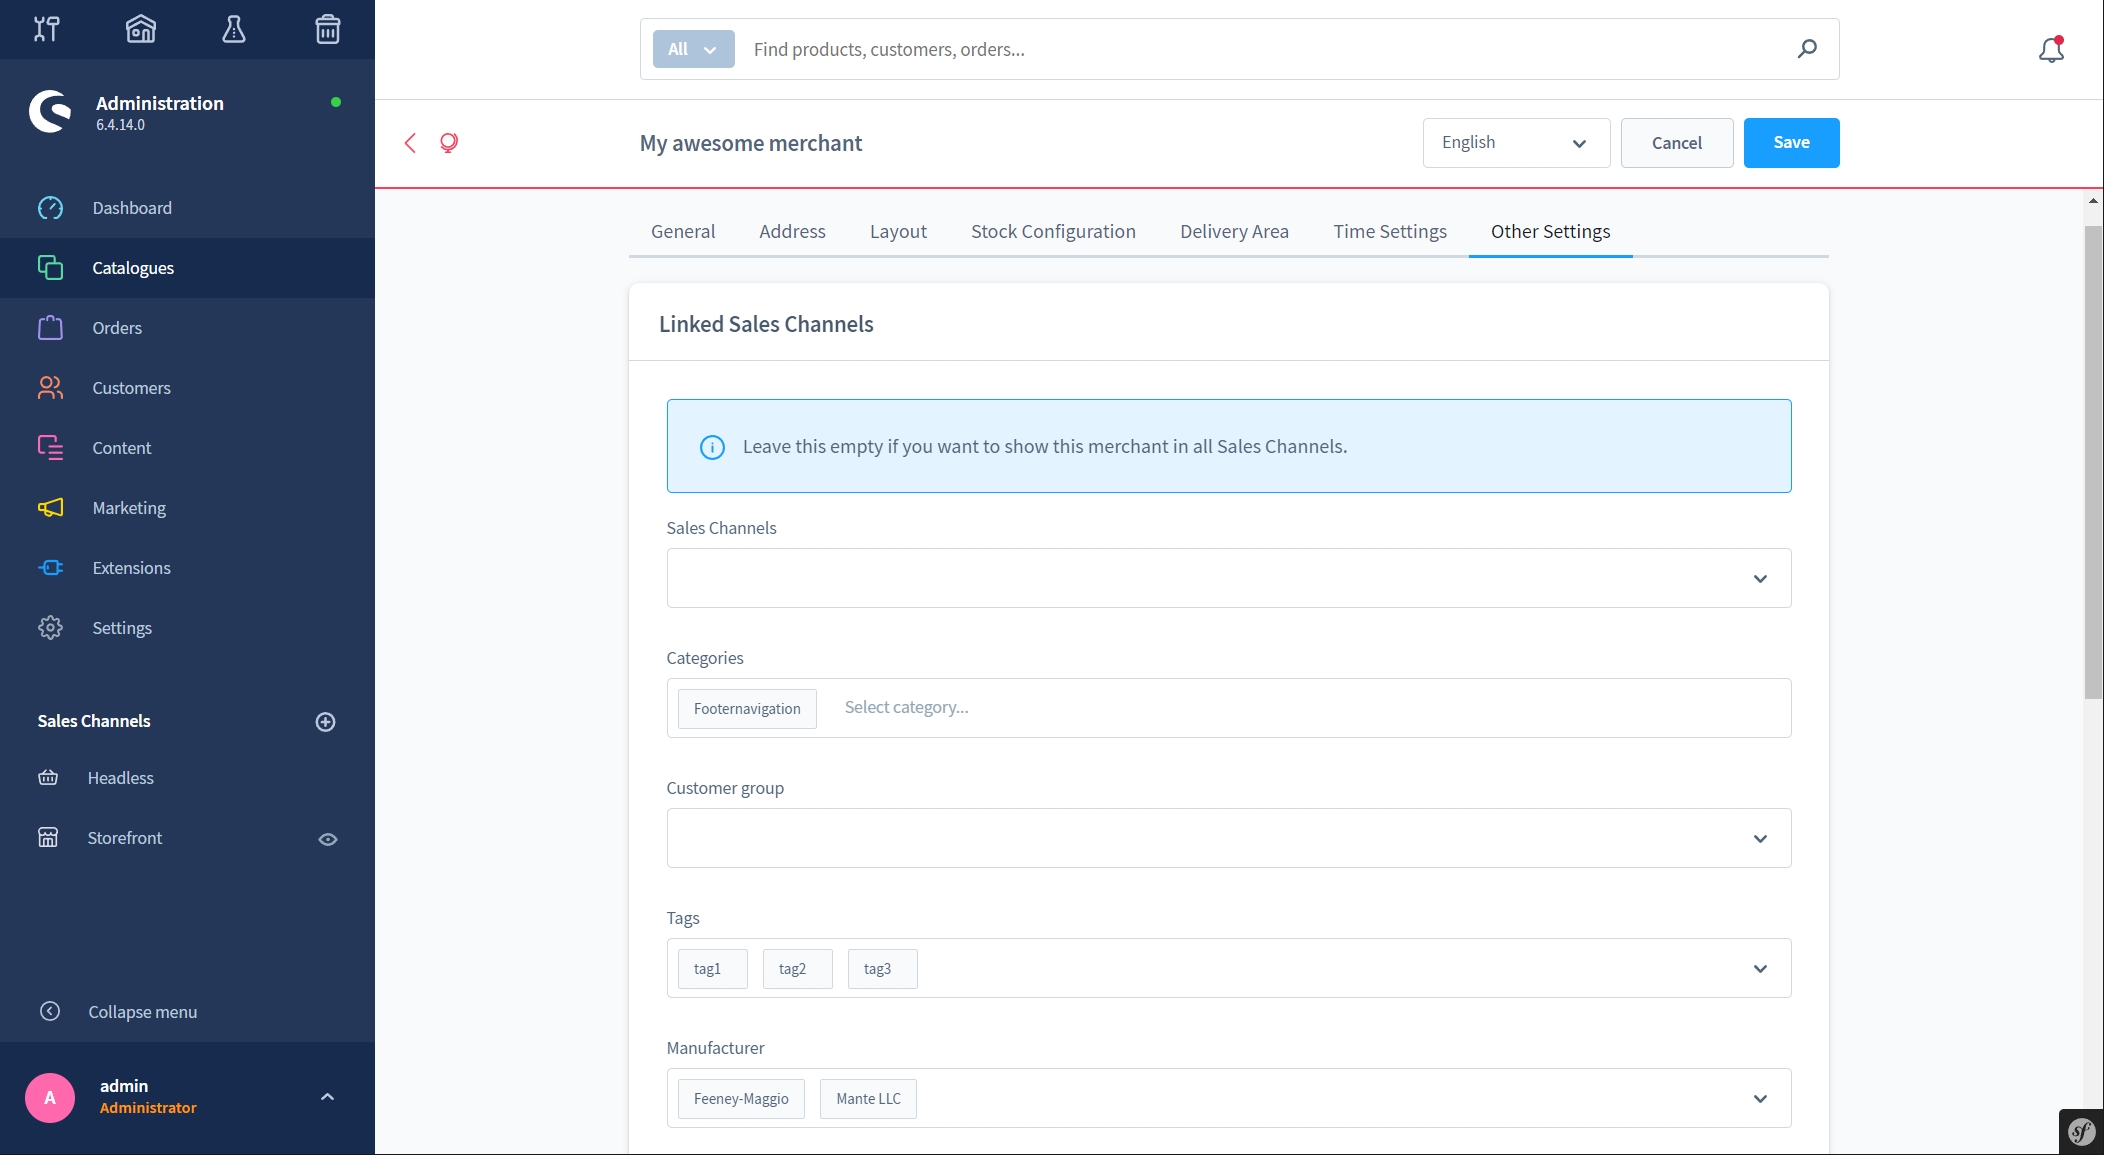 Administration
6.4.14.0
Dashboard
Catalogues
Orders
Customers
Content
Marketing
Extensions
Settings
Sales Channels
Headless
Storefront
Collapse menu
A
admin
Administrator
All
Find products, customers, orders...
My awesome merchant
English
Cancel
Save
General Address Layout Stock Configuration Delivery Area Time Settings Other Settings
Linked Sales Channels
Leave this empty if you want to show this merchant in all Sales Channels.
Sales Channels
Categories
Footernavigation Select category...
Customer group
Tags
tag1 tag2 tag3
Manufacturer
Feeney-Maggio Mante LLC
sf